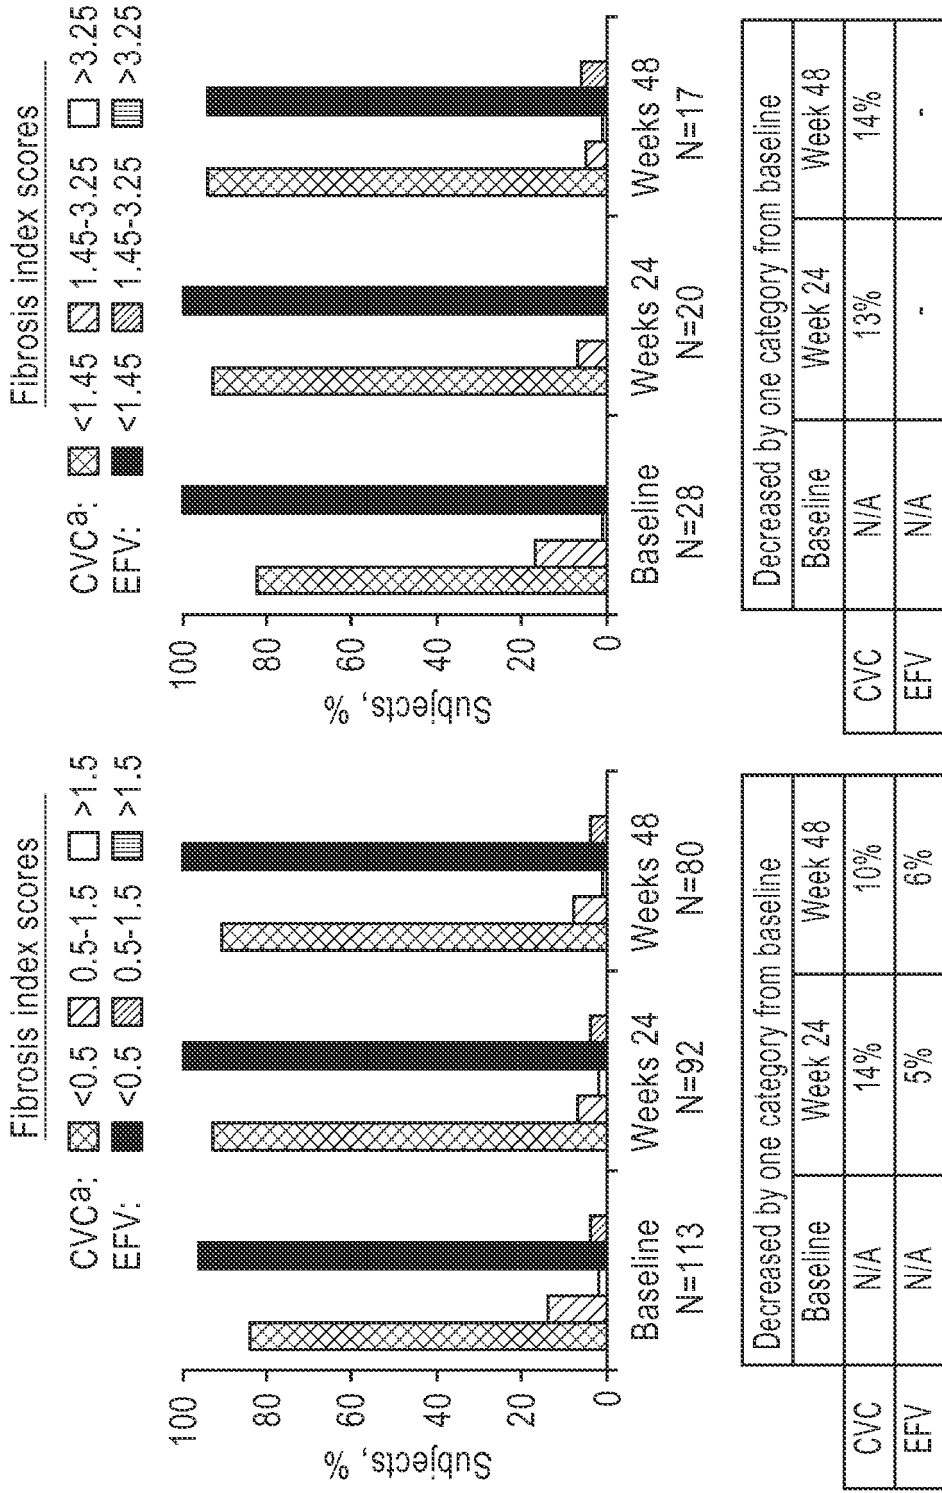 Fibrosis index scores
CVCa: <0.5 0.5-1.5 >1.5
EFV: <0.5 0.5-1.5 >1.5
100
80
60
40
20
0
Subjects, %
Baseline Weeks 24 Weeks 48
N=113 N=92 N=80
Decreased by one category from baseline
Baseline Week 24 Week 48
CVC N/A 14% 10%
EFV N/A 5% 6%
Fibrosis index scores
CVCa: <1.45 1.45-3.25 >3.25
EFV: <1.45 1.45-3.25 >3.25
100
80
60
40
20
0
Subjects, %
Baseline Weeks 24 Weeks 48
N=28 N=20 N=17
Decreased by one category from baseline
Baseline Week 24 Week 48
CVC N/A 13% 14%
EFV N/A - -